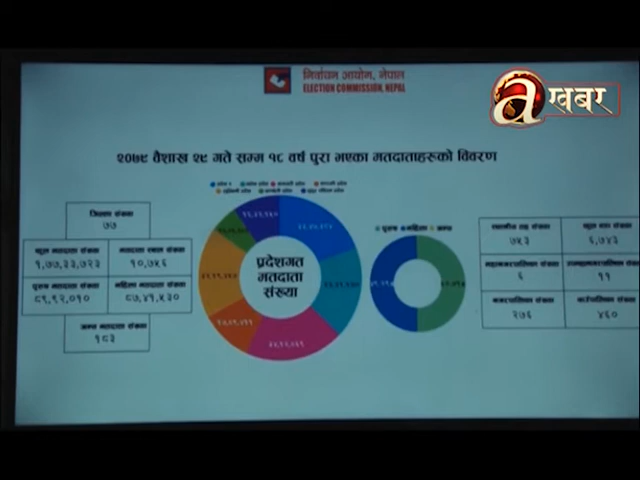 निर्वाचन आयोग, नेपाल
ELECTION COMMISSION, NEPAL
a खबर
२०७९ वैशाख २९ गते सम्म १८ वर्ष पुरा भएका मतदाताहरुको विवरण
जिल्ला संख्या
७७
कूल मतदाता संख्या
१,७७,३३,७२३
मतदान स्थल संख्या
१०,७५६
पुरुष मतदाता संख्या
८९,९२,०१०
महिला मतदाता संख्या
८७,४१,५३०
अन्य मतदाता संख्या
१८३
प्रदेशगत
मतदाता
संख्या
पुरुष महिला अन्य
स्थानीय तह संख्या
७५३
कूल वडा संख्या
६,७४३
महानगरपालिका संख्या
६
उपमहानगरपालिका संख्या
११
नगरपालिका संख्या
२७६
गाउँपालिका संख्या
४६०